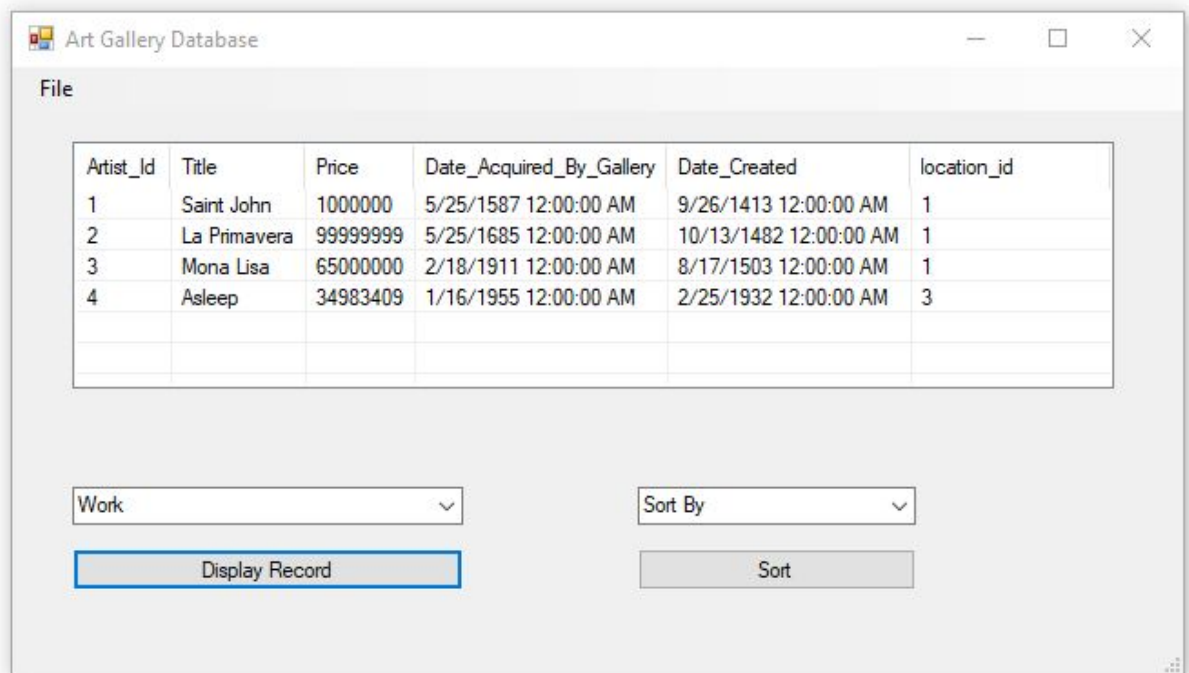 Art Gallery Database
File
Artist_Id Title Price Date_Acquired_By_Gallery Date_Created location_id
1 Saint John 1000000 5/25/1587 12:00:00 AM 9/26/1413 12:00:00 AM 1
2 La Primavera 99999999 5/25/1685 12:00:00 AM 10/13/1482 12:00:00 AM 1
3 Mona Lisa 65000000 2/18/1911 12:00:00 AM 8/17/1503 12:00:00 AM 1
4 Asleep 34983409 1/16/1955 12:00:00 AM 2/25/1932 12:00:00 AM 3
Work Sort By
Display Record Sort